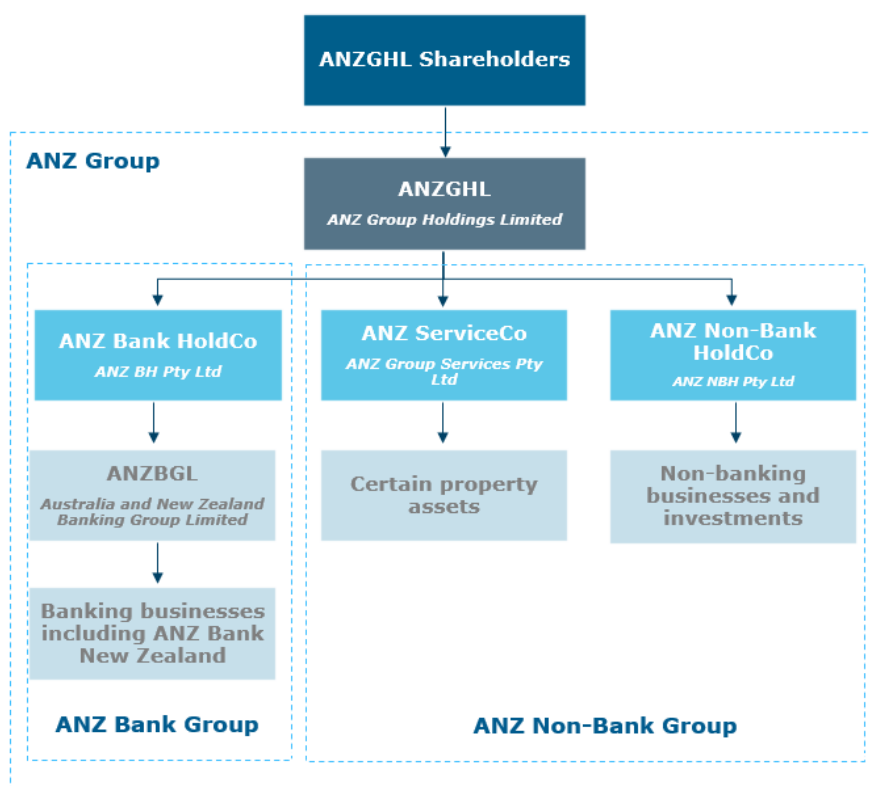 ANZGHL Shareholders
ANZ Group
ANZGHL
ANZ Group Holdings Limited
ANZ Bank HoldCo
ANZ BH Pty Ltd
ANZ ServiceCo
ANZ Group Services Pty
Ltd
ANZ Non-Bank
HoldCo
ANZ NBH Pty Ltd
ANZBGL
Australia and New Zealand
Banking Group Limited
Certain property
assets
Non-banking
businesses and
investments
Banking businesses
including ANZ Bank
New Zealand
ANZ Bank Group
ANZ Non-Bank Group